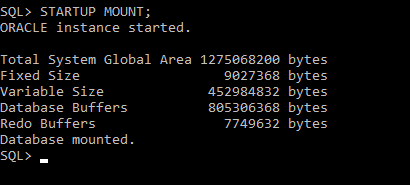 SQL> STARTUP MOUNT;
ORACLE instance started.
Total System Global Area 1275068200 bytes
Fixed Size 9027368 bytes
Variable Size 452984832 bytes
Database Buffers 805306368 bytes
Redo Buffers 7749632 bytes
Database mounted.
SQL>